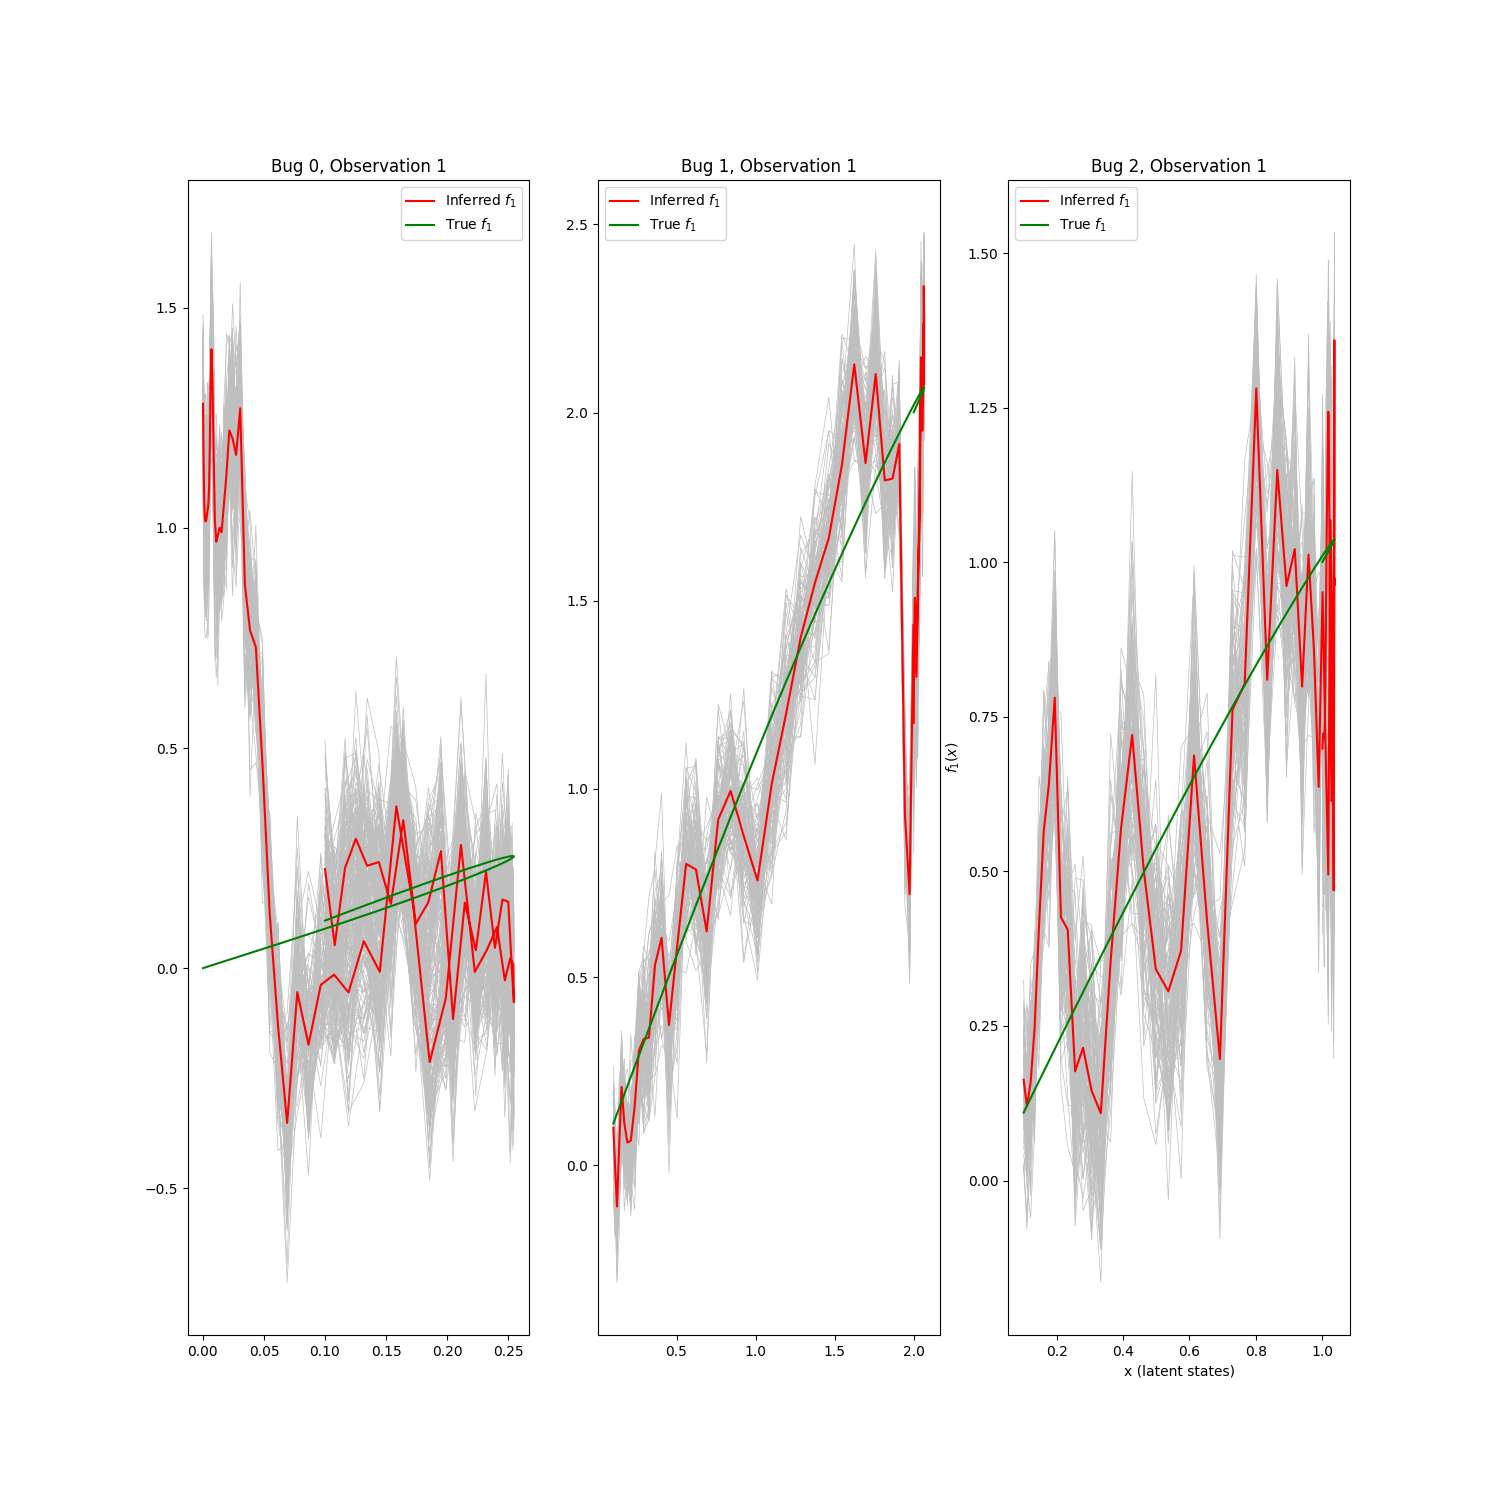 Bug 0, Observation 1
Inferred f₁
True f₁
1.5
1.0
0.5
0.0
−0.5
0.00 0.05 0.10 0.15 0.20 0.25
Bug 1, Observation 1
Inferred f₁
True f₁
2.5
2.0
1.5
1.0
0.5
0.0
0.5 1.0 1.5 2.0
Bug 2, Observation 1
Inferred f₁
True f₁
f₁(x)
1.50
1.25
1.00
0.75
0.50
0.25
0.00
0.2 0.4 0.6 0.8 1.0
x (latent states)